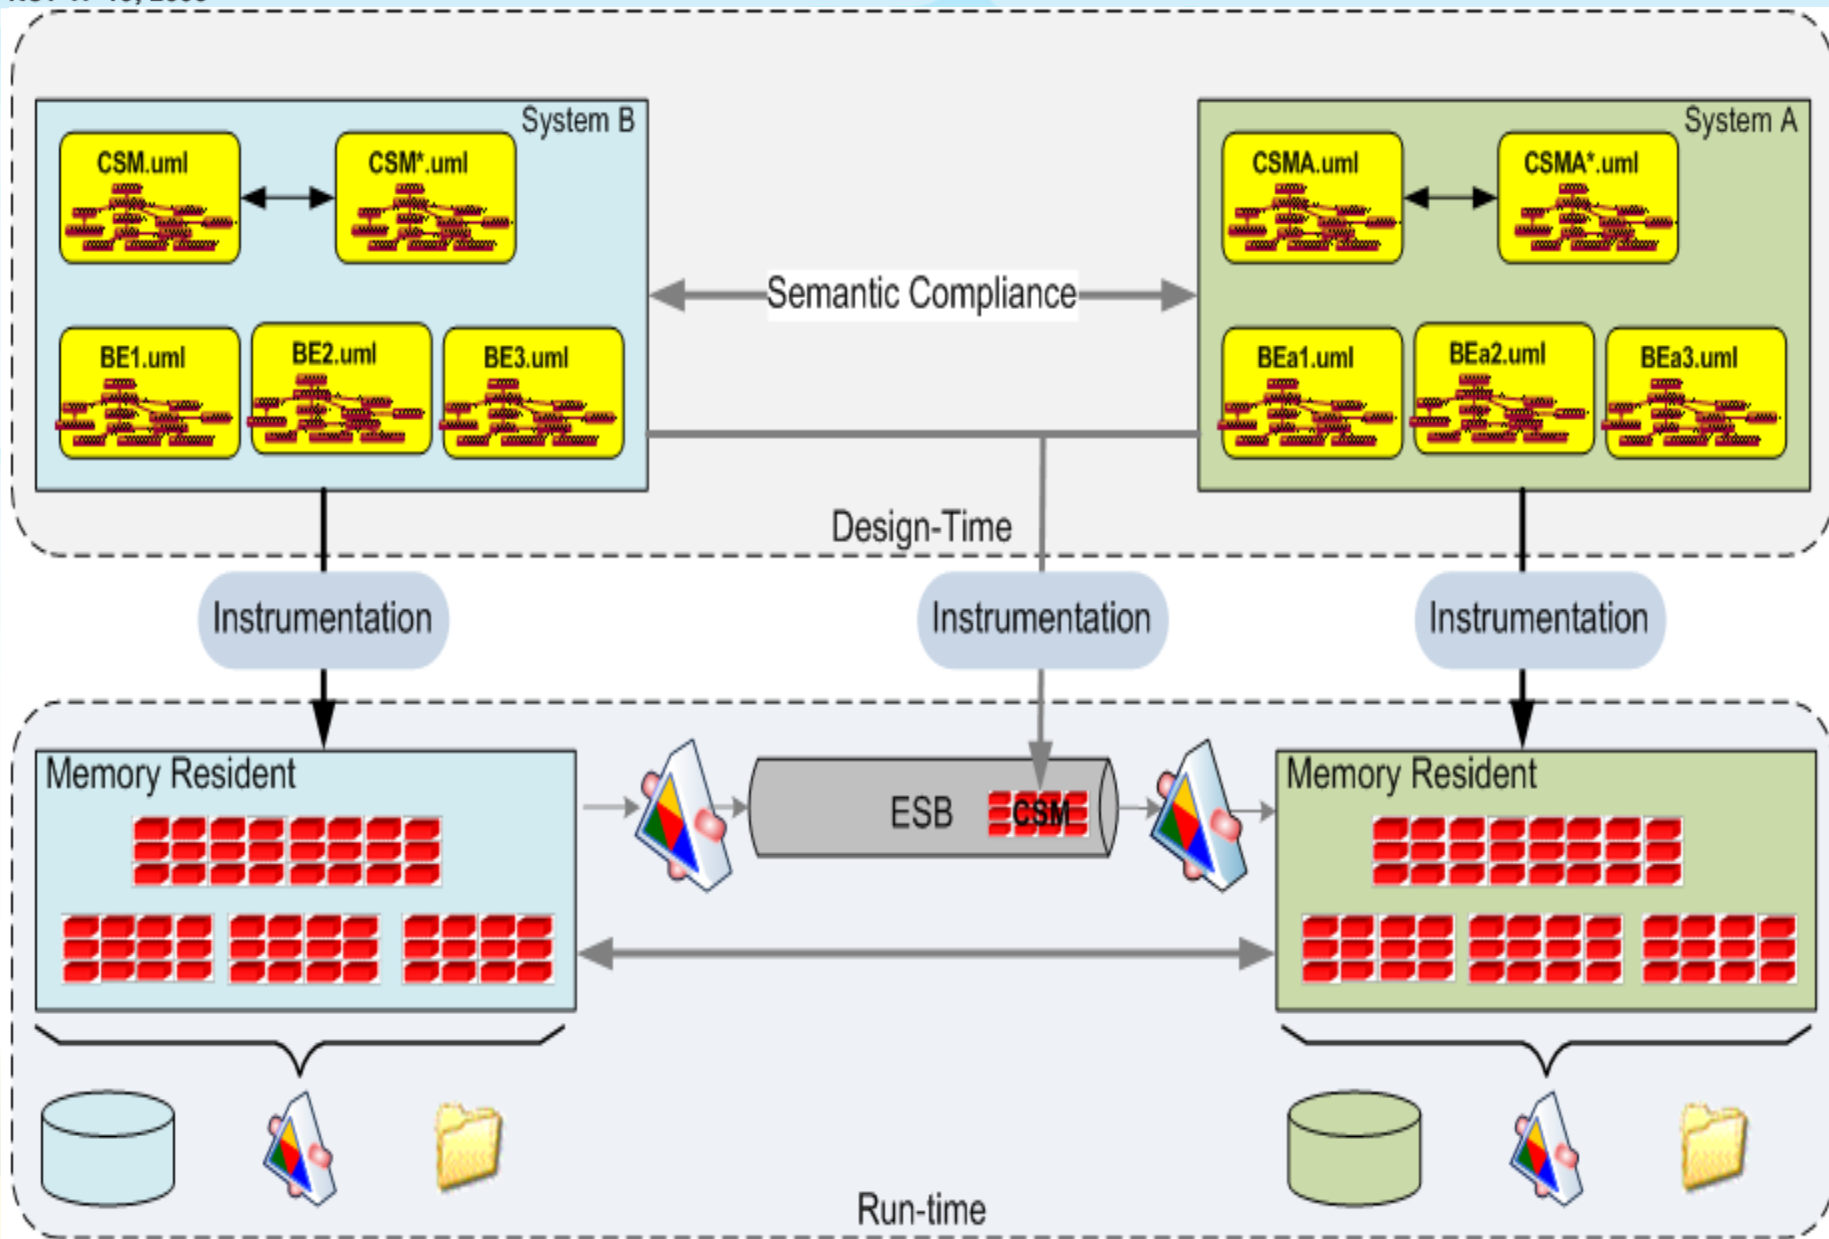 System B
System A
CSM.uml
CSM*.uml
CSMA.uml
CSMA*.uml
Semantic Compliance
BE1.uml
BE2.uml
BE3.uml
BEa1.uml
BEa2.uml
BEa3.uml
Design-Time
Instrumentation
Instrumentation
Instrumentation
Memory Resident
ESB
CSM
Memory Resident
Run-time